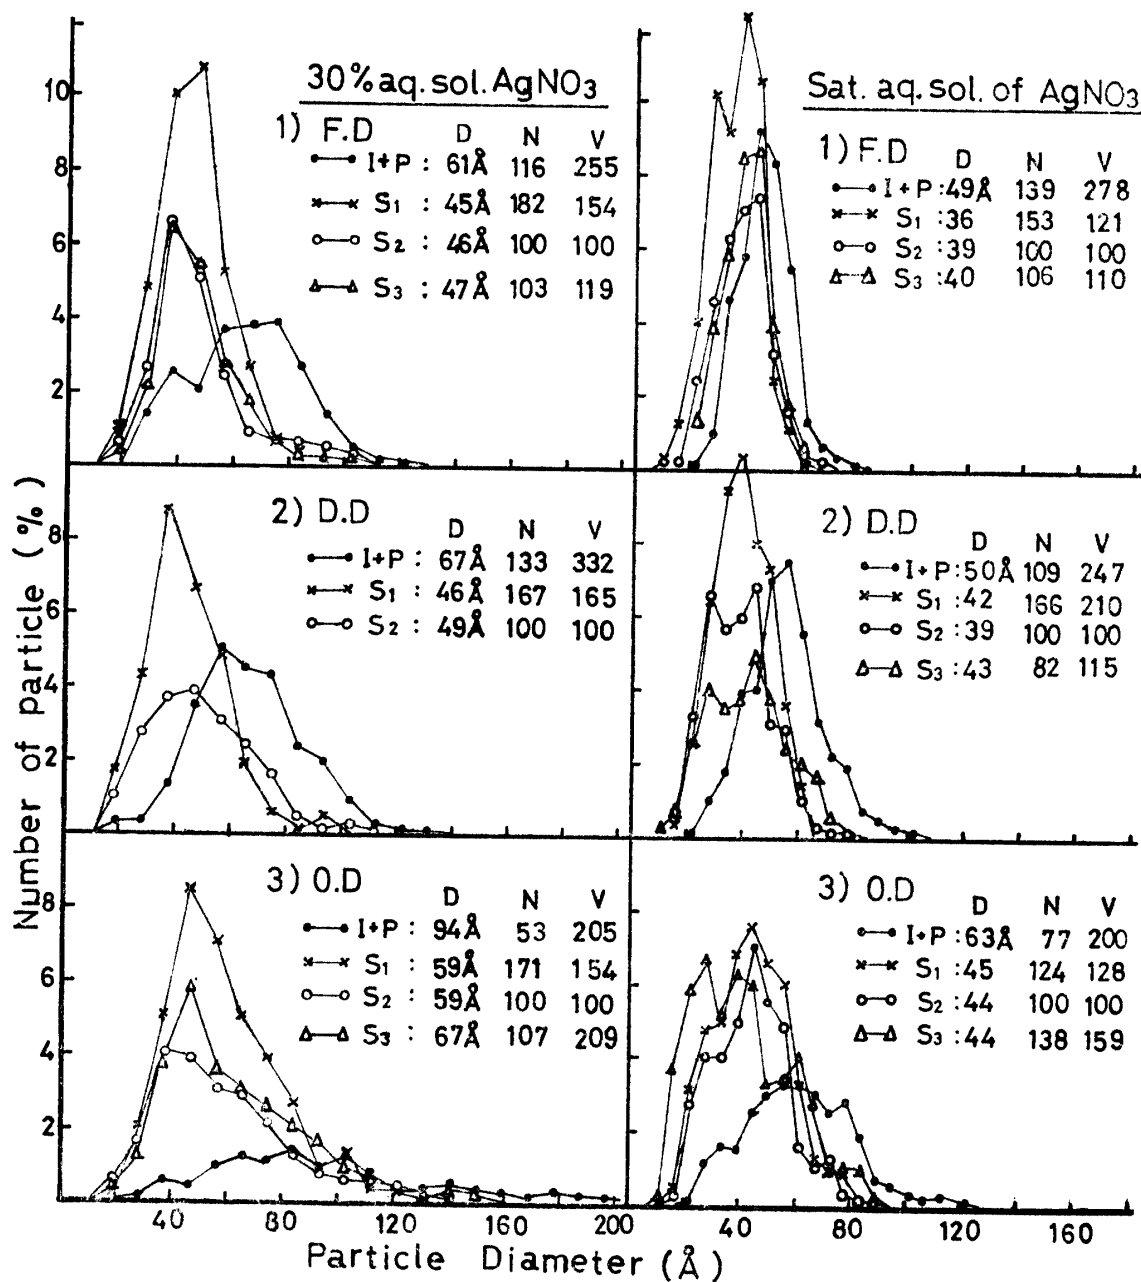 30% aq. sol. AgNO3
1) F.D D N V
I+P : 61Å 116 255
S1 : 45Å 182 154
S2 : 46Å 100 100
S3 : 47Å 103 119
10
8
6
4
2
Sat. aq. sol. of AgNO3
1) F.D D N V
I+P : 49Å 139 278
S1 : 36 153 121
S2 : 39 100 100
S3 : 40 106 110
2) D.D D N V
I+P : 67Å 133 332
S1 : 46Å 167 165
S2 : 49Å 100 100
8
6
4
2
2) D.D D N V
I+P : 50Å 109 247
S1 : 42 166 210
S2 : 39 100 100
S3 : 43 82 115
3) O.D D N V
I+P : 94Å 53 205
S1 : 59Å 171 154
S2 : 59Å 100 100
S3 : 67Å 107 209
8
6
4
2
3) O.D D N V
I+P : 63Å 77 200
S1 : 45 124 128
S2 : 44 100 100
S3 : 44 138 159
Number of particle (%)
40 80 120 160 200 40 80 120 160
Particle Diameter (Å)